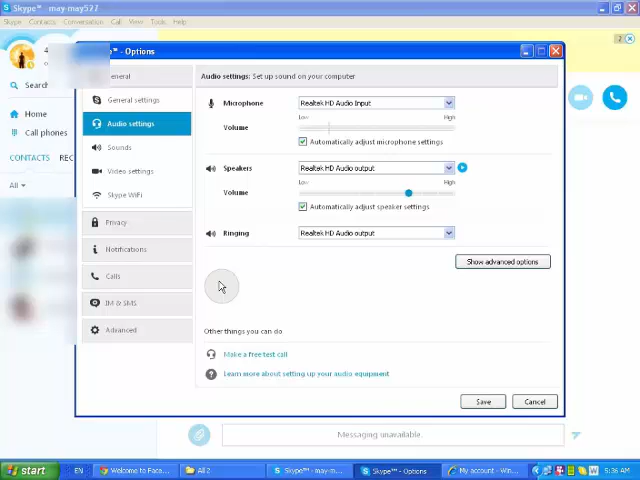 Skype™ - may-may527
Skype Contacts Conversation Call View Tools Help
™ - Options
2
Search
Home
Call phones
CONTACTS REC
All
eneral
General settings
Audio settings
Sounds
Video settings
Skype WiFi
Privacy
Notifications
Calls
IM & SMS
Advanced
Audio settings: Set up sound on your computer
Microphone Realtek HD Audio Input
Low High
Volume
Automatically adjust microphone settings
Speakers Realtek HD Audio output
Low High
Volume
Automatically adjust speaker settings
Ringing Realtek HD Audio output
Show advanced options
Other things you can do
Make a free test call
Learn more about setting up your audio equipment
Save Cancel
Messaging unavailable.
start EN Welcome to Face... All 2 Skype™ - may-m... Skype™ - Options My account - Win... 5:36 AM